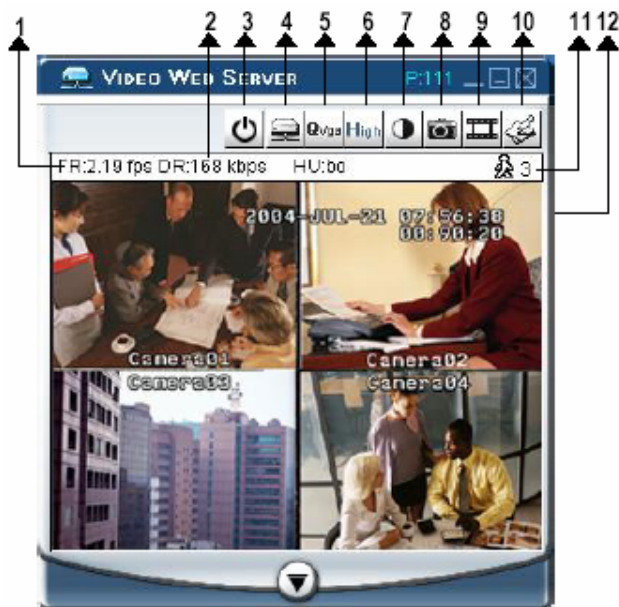 1 2 3 4 5 6 7 8 9 10 11 12
VIDEO WEB SERVER P:111
Qvga High
FR:2.19 fps DR:168 kbps HU:bd 3
2004-JUL-21 07:56:38
00:90:20
Camera01 Camera02
Camera03 Camera04